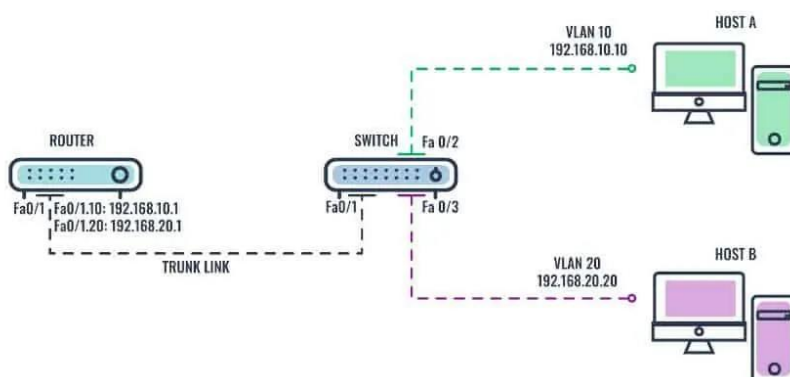 HOST A
VLAN 10
192.168.10.10
ROUTER
SWITCH
Fa 0/2
Fa0/1
Fa0/1.10: 192.168.10.1
Fa0/1.20: 192.168.20.1
Fa0/1
Fa 0/3
TRUNK LINK
VLAN 20
192.168.20.20
HOST B